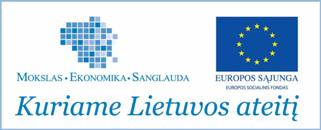 MOKSLAS • EKONOMIKA • SANGLAUDA
EUROPOS SĄJUNGA
EUROPOS SOCIALINIS FONDAS
Kuriame Lietuvos ateitį